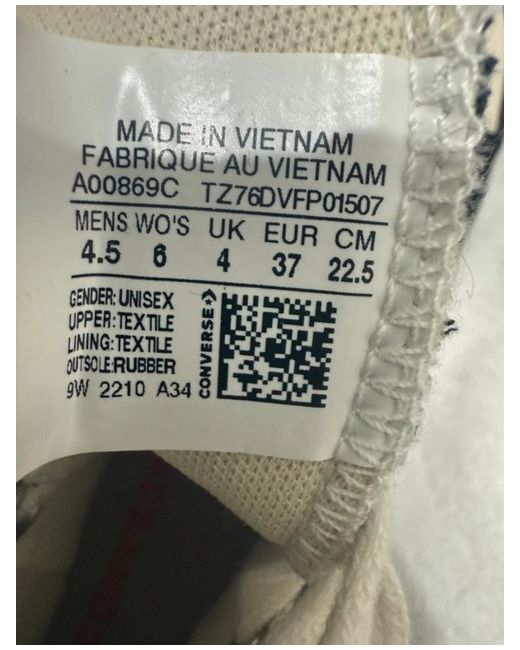 MADE IN VIETNAM
FABRIQUE AU VIETNAM
A00869C TZ76DVFP01507
MENS WO'S UK EUR CM
4.5 6 4 37 22.5
GENDER: UNISEX
UPPER: TEXTILE
LINING: TEXTILE
OUTSOLE: RUBBER
9W 2210 A34
CONVERSE